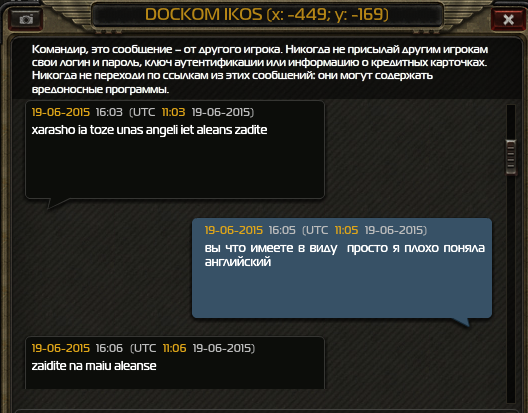 DOCKOM IKOS (x: -449; y: -169)
Командир, это сообщение – от другого игрока. Никогда не присылай другим игрокам
свои логин и пароль, ключ аутентификации или информацию о кредитных карточках.
Никогда не переходи по ссылкам из этих сообщений: они могут содержать
вредоносные программы.
19-06-2015 16:03 (UTC 11:03 19-06-2015)
xarasho ia toze unas angeli iet aleans zadite
19-06-2015 16:05 (UTC 11:05 19-06-2015)
вы что имеете в виду просто я плохо поняла
английский
19-06-2015 16:06 (UTC 11:06 19-06-2015)
zaidite na maiu aleanse